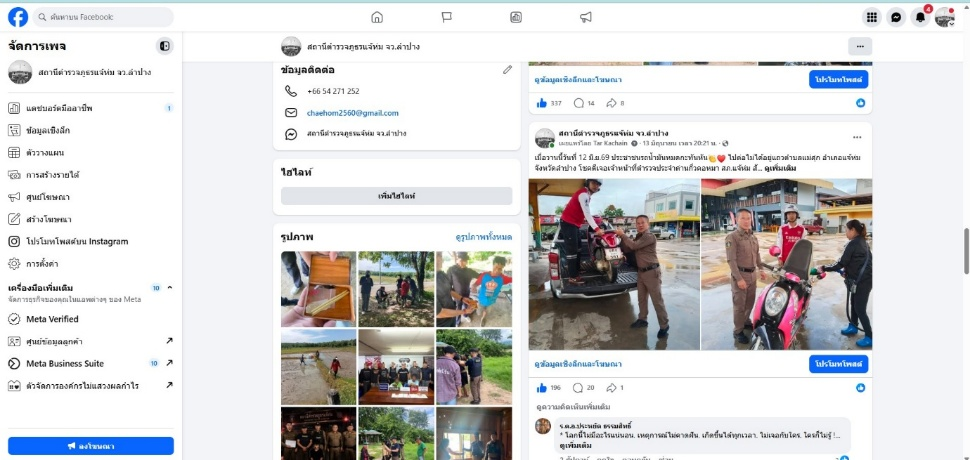 ค้นหาบน Facebook
4
จัดการเพจ
สถานีตำรวจภูธรแจ้ห่ม จว.ลำปาง
แดชบอร์ดมืออาชีพ
1
ข้อมูลเชิงลึก
ตัววางแผน
การสร้างรายได้
ศูนย์โฆษณา
สร้างโฆษณา
โปรโมทโพสต์บน Instagram
การตั้งค่า
เครื่องมือเพิ่มเติม
10
จัดการธุรกิจของคุณในแอพต่างๆ ของ Meta
Meta Verified
ศูนย์ข้อมูลลูกค้า
Meta Business Suite
10
ตัวจัดการองค์กรไม่แสวงผลกำไร
ลงโฆษณา
สถานีตำรวจภูธรแจ้ห่ม จว.ลำปาง
ข้อมูลติดต่อ
+66 54 271 252
chaehom2560@gmail.com
สถานีตำรวจภูธรแจ้ห่ม จว.ลำปาง
ไฮไลท์
เพิ่มไฮไลท์
รูปภาพ
ดูรูปภาพทั้งหมด
ดูข้อมูลเชิงลึกและโฆษณา
โปรโมทโพสต์
337
14
8
สถานีตำรวจภูธรแจ้ห่ม จว.ลำปาง
เผยแพร่โดย Tar Kachain · 13 มิถุนายน เวลา 20:21 น. ·
เมื่อวานนี้วันที่ 12 มิ.ย.69 ประชาชนรถน้ำมันหมดกะทันหัน👏❤️ ไปต่อไม่ได้อยู่แถวตำบลแม่สุก อำเภอแจ้ห่ม
จังหวัดลำปาง โชคดีเจอเจ้าหน้าที่ตำรวจประจำด่านกิ่วคอหมา สภ.แจ้ห่ม ส้... ดูเพิ่มเติม
ดูข้อมูลเชิงลึกและโฆษณา
โปรโมทโพสต์
196
20
1
ดูความคิดเห็นเพิ่มเติม
ร.ต.อ.ประหยัด ธรรมสิทธิ์
" โลกนี้ไม่มีอะไรแน่นอน. เหตุการณ์ไม่คาดฝัน. เกิดขึ้นได้ทุกเวลา. ไม่เจอกับใคร. ใครก็ไม่รู้ !...
ดูเพิ่มเติม